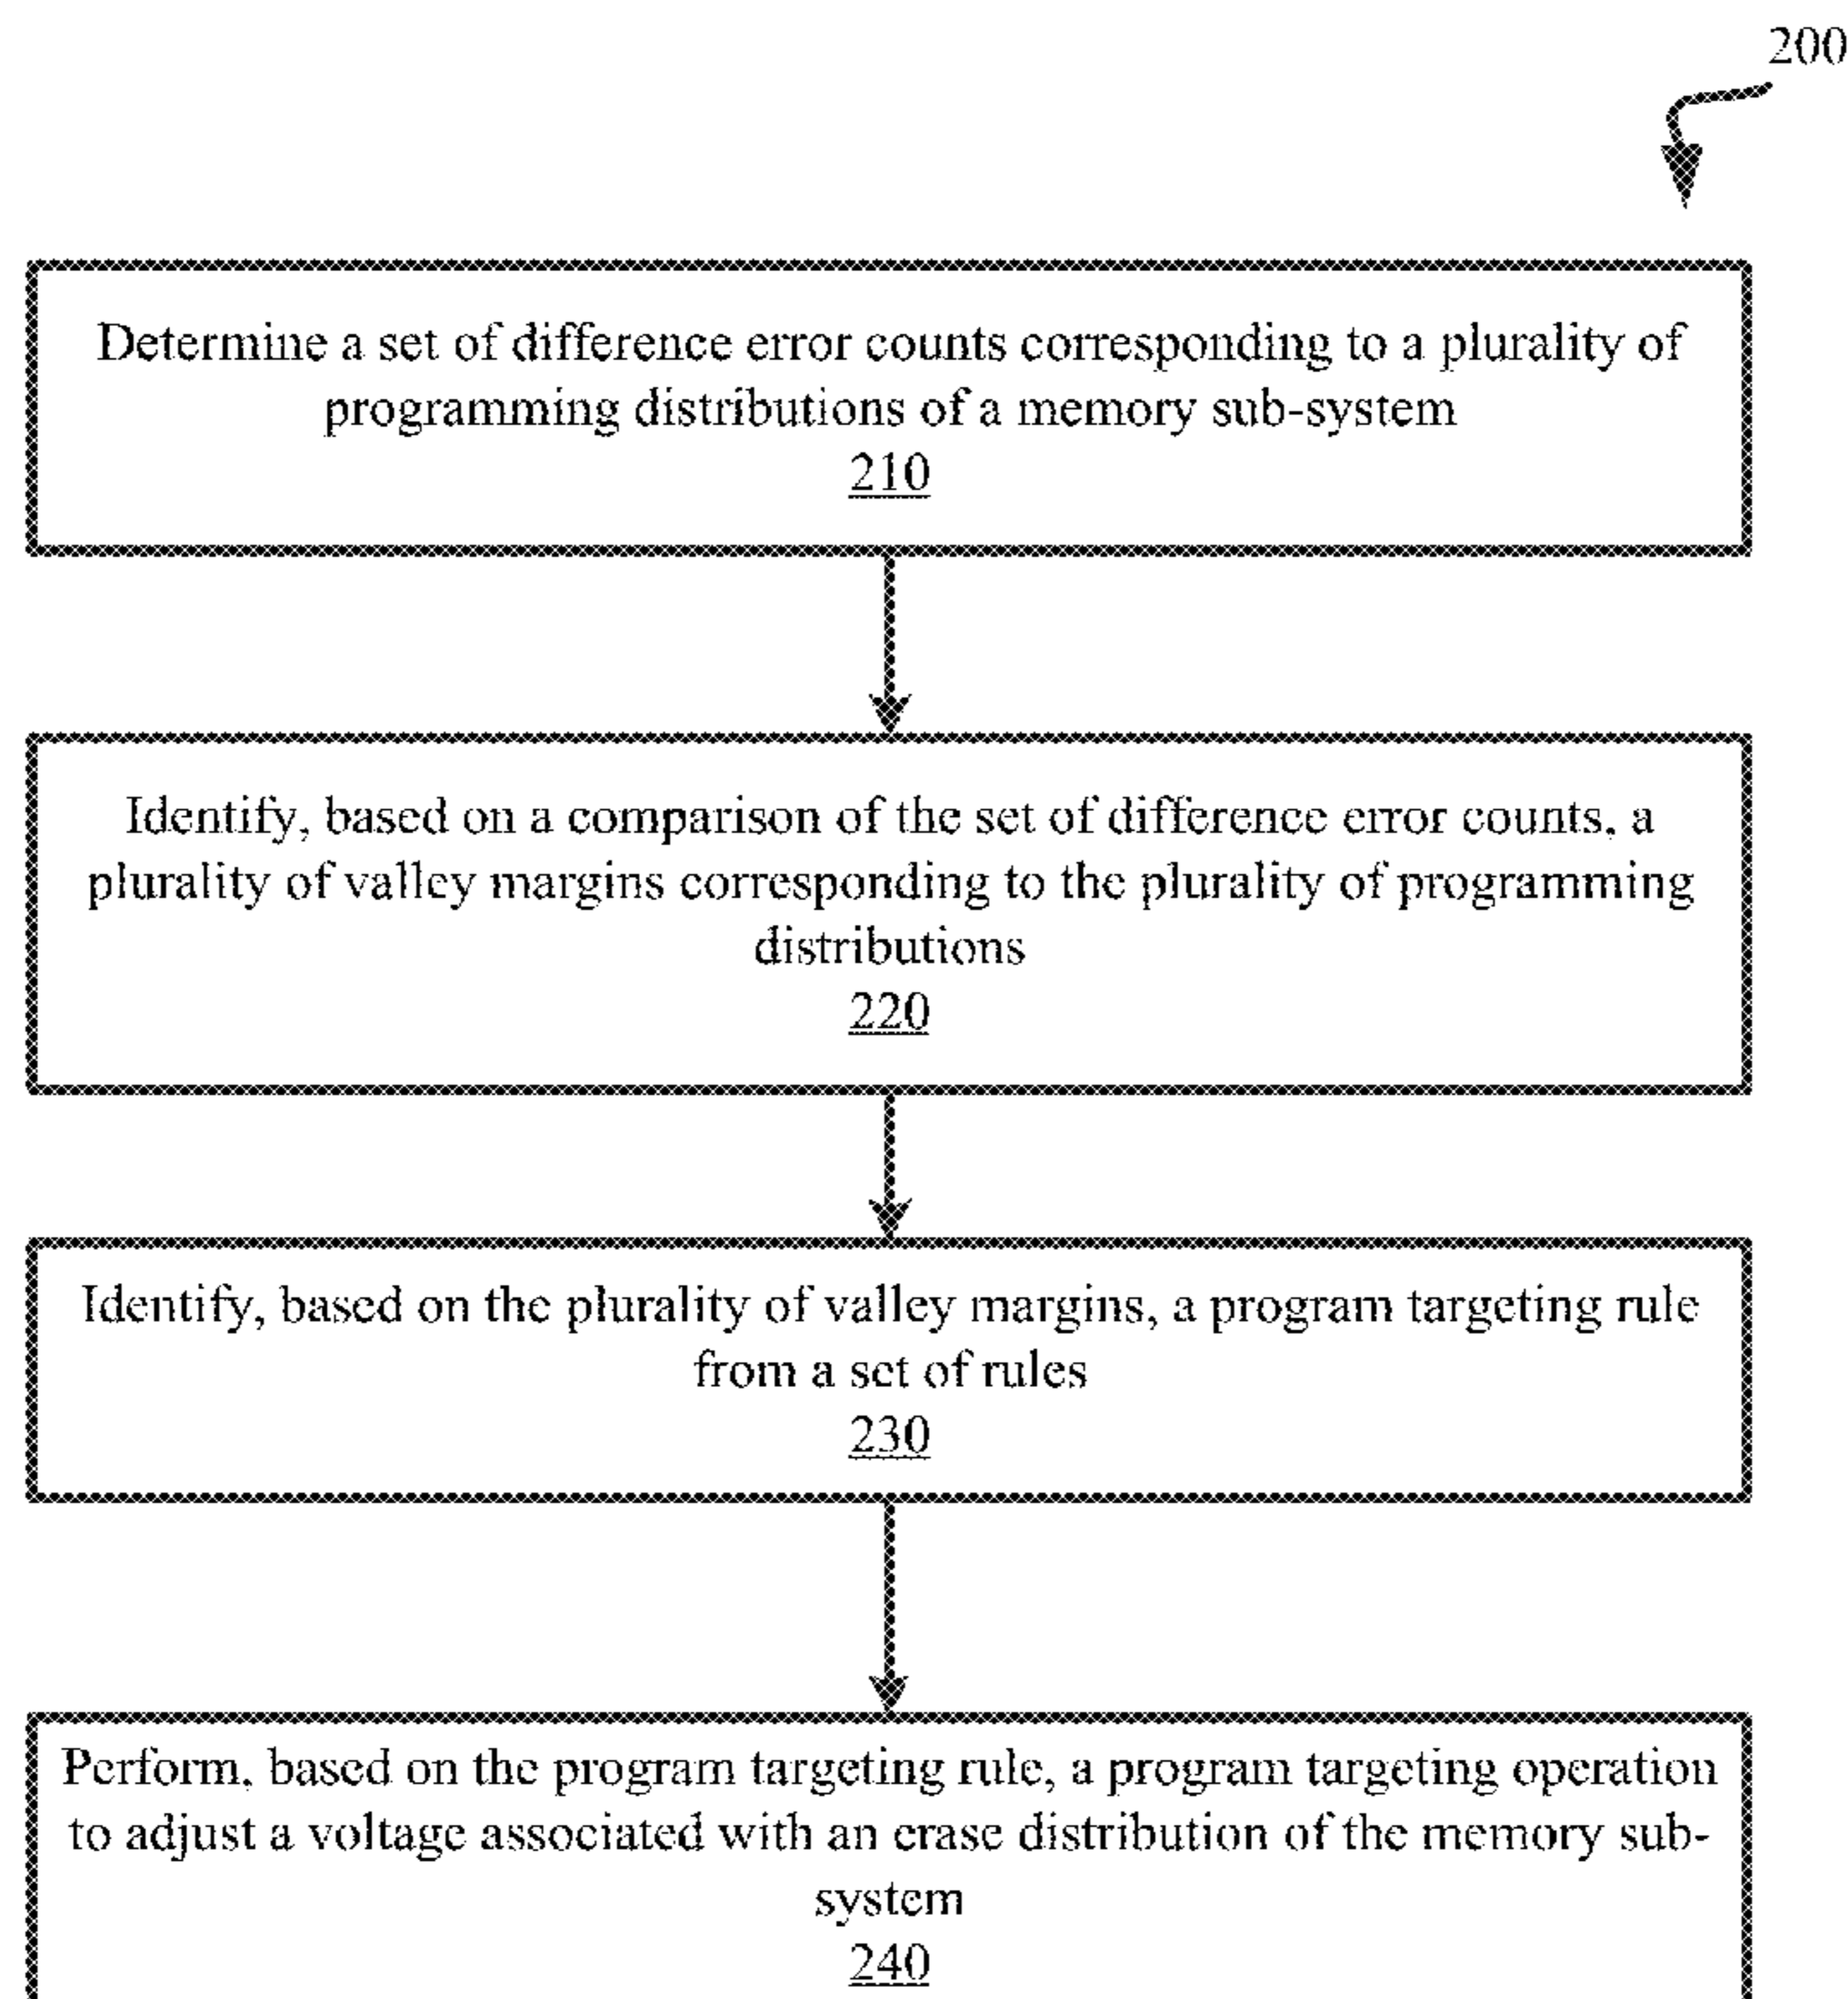 200
Determine a set of difference error counts corresponding to a plurality of
programming distributions of a memory sub-system
210
Identify, based on a comparison of the set of difference error counts, a
plurality of valley margins corresponding to the plurality of programming
distributions
220
Identify, based on the plurality of valley margins, a program targeting rule
from a set of rules
230
Perform, based on the program targeting rule, a program targeting operation
to adjust a voltage associated with an erase distribution of the memory sub-
system
240